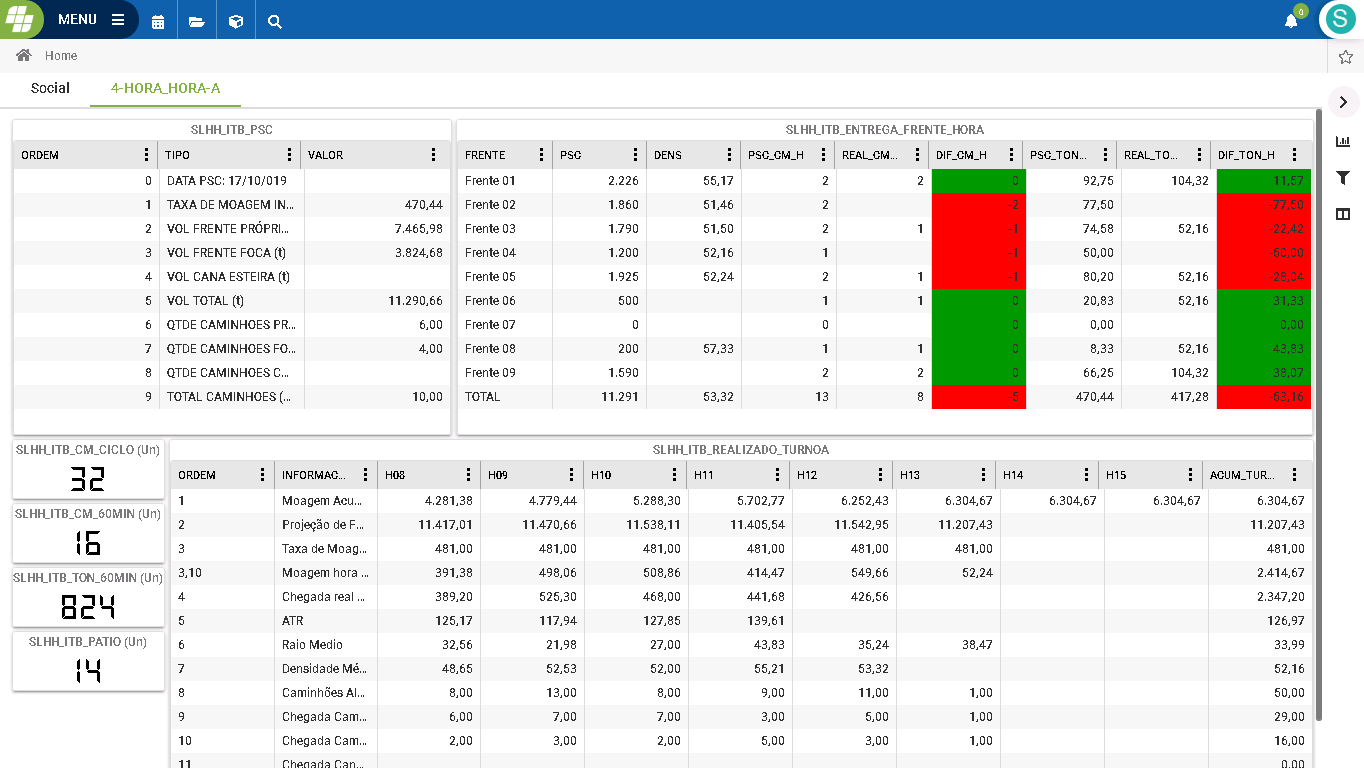 MENU
0
S
Home
Social 4-HORA_HORA-A
SLHH_ITB_PSC
ORDEM TIPO VALOR
0 DATA PSC: 17/10/019
1 TAXA DE MOAGEM IN... 470,44
2 VOL FRENTE PRÓPRI... 7.465,98
3 VOL FRENTE FOCA (t) 3.824,68
4 VOL CANA ESTEIRA (t)
5 VOL TOTAL (t) 11.290,66
6 QTDE CAMINHOES PR... 6,00
7 QTDE CAMINHOES FO... 4,00
8 QTDE CAMINHOES C...
9 TOTAL CAMINHOES (... 10,00
SLHH_ITB_ENTREGA_FRENTE_HORA
FRENTE PSC DENS PSC_CM_H REAL_CM... DIF_CM_H PSC_TON... REAL_TO... DIF_TON_H
Frente 01 2.226 55,17 2 2 0 92,75 104,32 11,57
Frente 02 1.860 51,46 2 -2 77,50 -77,50
Frente 03 1.790 51,50 2 1 -1 74,58 52,16 -22,42
Frente 04 1.200 52,16 1 -1 50,00 -50,00
Frente 05 1.925 52,24 2 1 -1 80,20 52,16 -28,04
Frente 06 500 1 1 0 20,83 52,16 31,33
Frente 07 0 0 0 0,00 0,00
Frente 08 200 57,33 1 1 0 8,33 52,16 43,83
Frente 09 1.590 2 2 0 66,25 104,32 38,07
TOTAL 11.291 53,32 13 8 -5 470,44 417,28 -53,16
SLHH_ITB_CM_CICLO (Un)
32
SLHH_ITB_CM_60MIN (Un)
16
SLHH_ITB_TON_60MIN (Un)
824
SLHH_ITB_PATIO (Un)
14
SLHH_ITB_REALIZADO_TURNOA
ORDEM INFORMAC... H08 H09 H10 H11 H12 H13 H14 H15 ACUM_TUR...
1 Moagem Acu... 4.281,38 4.779,44 5.288,30 5.702,77 6.252,43 6.304,67 6.304,67 6.304,67 6.304,67
2 Projeção de F... 11.417,01 11.470,66 11.538,11 11.405,54 11.542,95 11.207,43 11.207,43
3 Taxa de Moag... 481,00 481,00 481,00 481,00 481,00 481,00 481,00
3,10 Moagem hora ... 391,38 498,06 508,86 414,47 549,66 52,24 2.414,67
4 Chegada real ... 389,20 525,30 468,00 441,68 426,56 2.347,20
5 ATR 125,17 117,94 127,85 139,61 126,97
6 Raio Medio 32,56 21,98 27,00 43,83 35,24 38,47 33,99
7 Densidade Mé... 48,65 52,53 52,00 55,21 53,32 52,16
8 Caminhões Al... 8,00 13,00 8,00 9,00 11,00 1,00 50,00
9 Chegada Cam... 6,00 7,00 7,00 3,00 5,00 1,00 29,00
10 Chegada Cam... 2,00 3,00 2,00 5,00 3,00 1,00 16,00
11 Chegada Can... 0,00